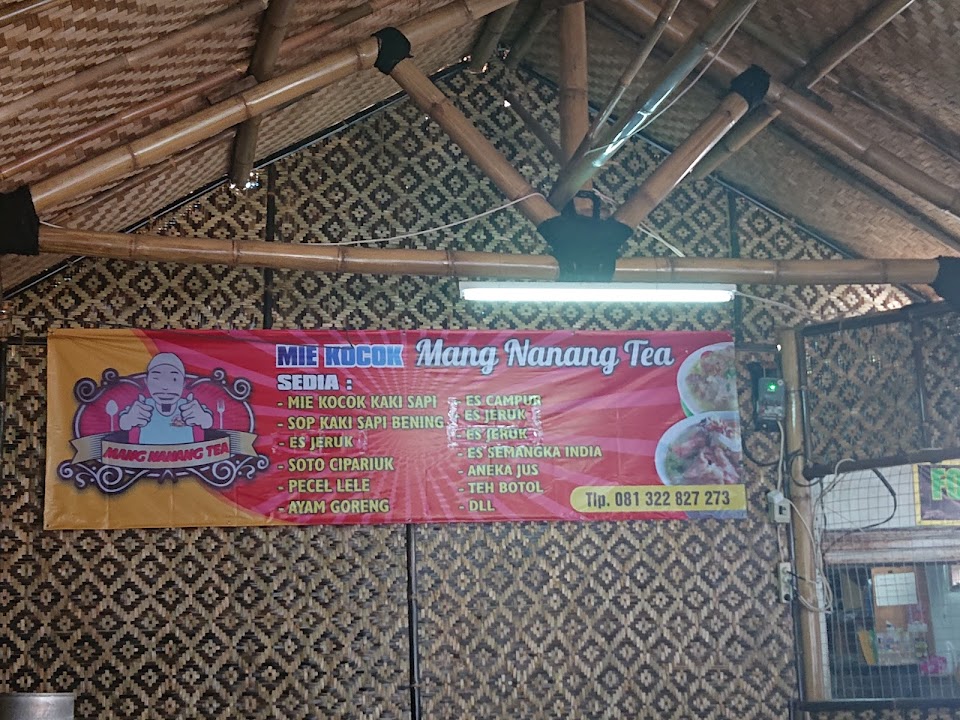 MIE KOCOK Mang Nanang Tea
SEDIA :
- MIE KOCOK KAKI SAPI
- SOP KAKI SAPI BENING
- ES JERUK
- SOTO CIPARIUK
- PECEL LELE
- AYAM GORENG
- ES CAMPUR
- ES JERUK
- ES JERUK
- ES SEMANGKA INDIA
- ANEKA JUS
- TEH BOTOL
- DLL
Tlp. 081 322 827 273
MANG NANANG TEA
FO